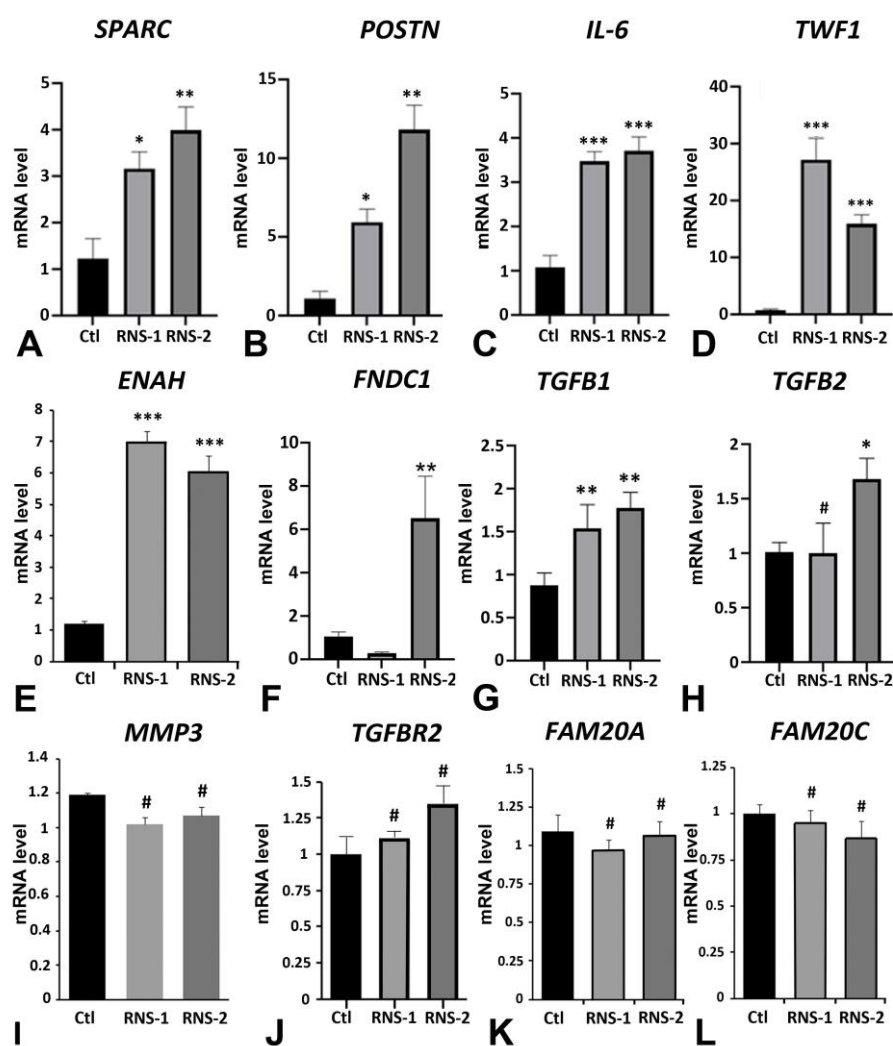 SPARC
POSTN
IL-6
TWF1
mRNA level
5
4
3
2
1
0
*
**
Ctl
RNS-1
RNS-2
A
mRNA level
15
10
5
0
*
**
Ctl
RNS-1
RNS-2
B
mRNA level
5
4
3
2
1
0
***
***
Ctl
RNS-1
RNS-2
C
mRNA level
40
30
20
10
0
***
***
Ctl
RNS-1
RNS-2
D
ENAH
FNDC1
TGFB1
TGFB2
mRNA level
8
7
6
5
4
3
2
1
0
***
***
Ctl
RNS-1
RNS-2
E
mRNA level
10
8
6
4
2
0
**
Ctl
RNS-1
RNS-2
F
mRNA level
2.5
2
1.5
1
0.5
0
**
**
Ctl
RNS-1
RNS-2
G
mRNA level
2
1.5
1
0.5
0
#
*
Ctl
RNS-1
RNS-2
H
MMP3
TGFBR2
FAM20A
FAM20C
mRNA level
1.4
1.2
1
0.8
0.6
0.4
0.2
0
#
#
Ctl
RNS-1
RNS-2
I
mRNA level
1.5
1.25
1
0.75
0.5
0.25
0
#
#
Ctl
RNS-1
RNS-2
J
mRNA level
1.5
1.25
1
0.75
0.5
0.25
0
#
#
Ctl
RNS-1
RNS-2
K
mRNA level
1.25
1
0.75
0.5
0.25
0
#
#
Ctl
RNS-1
RNS-2
L